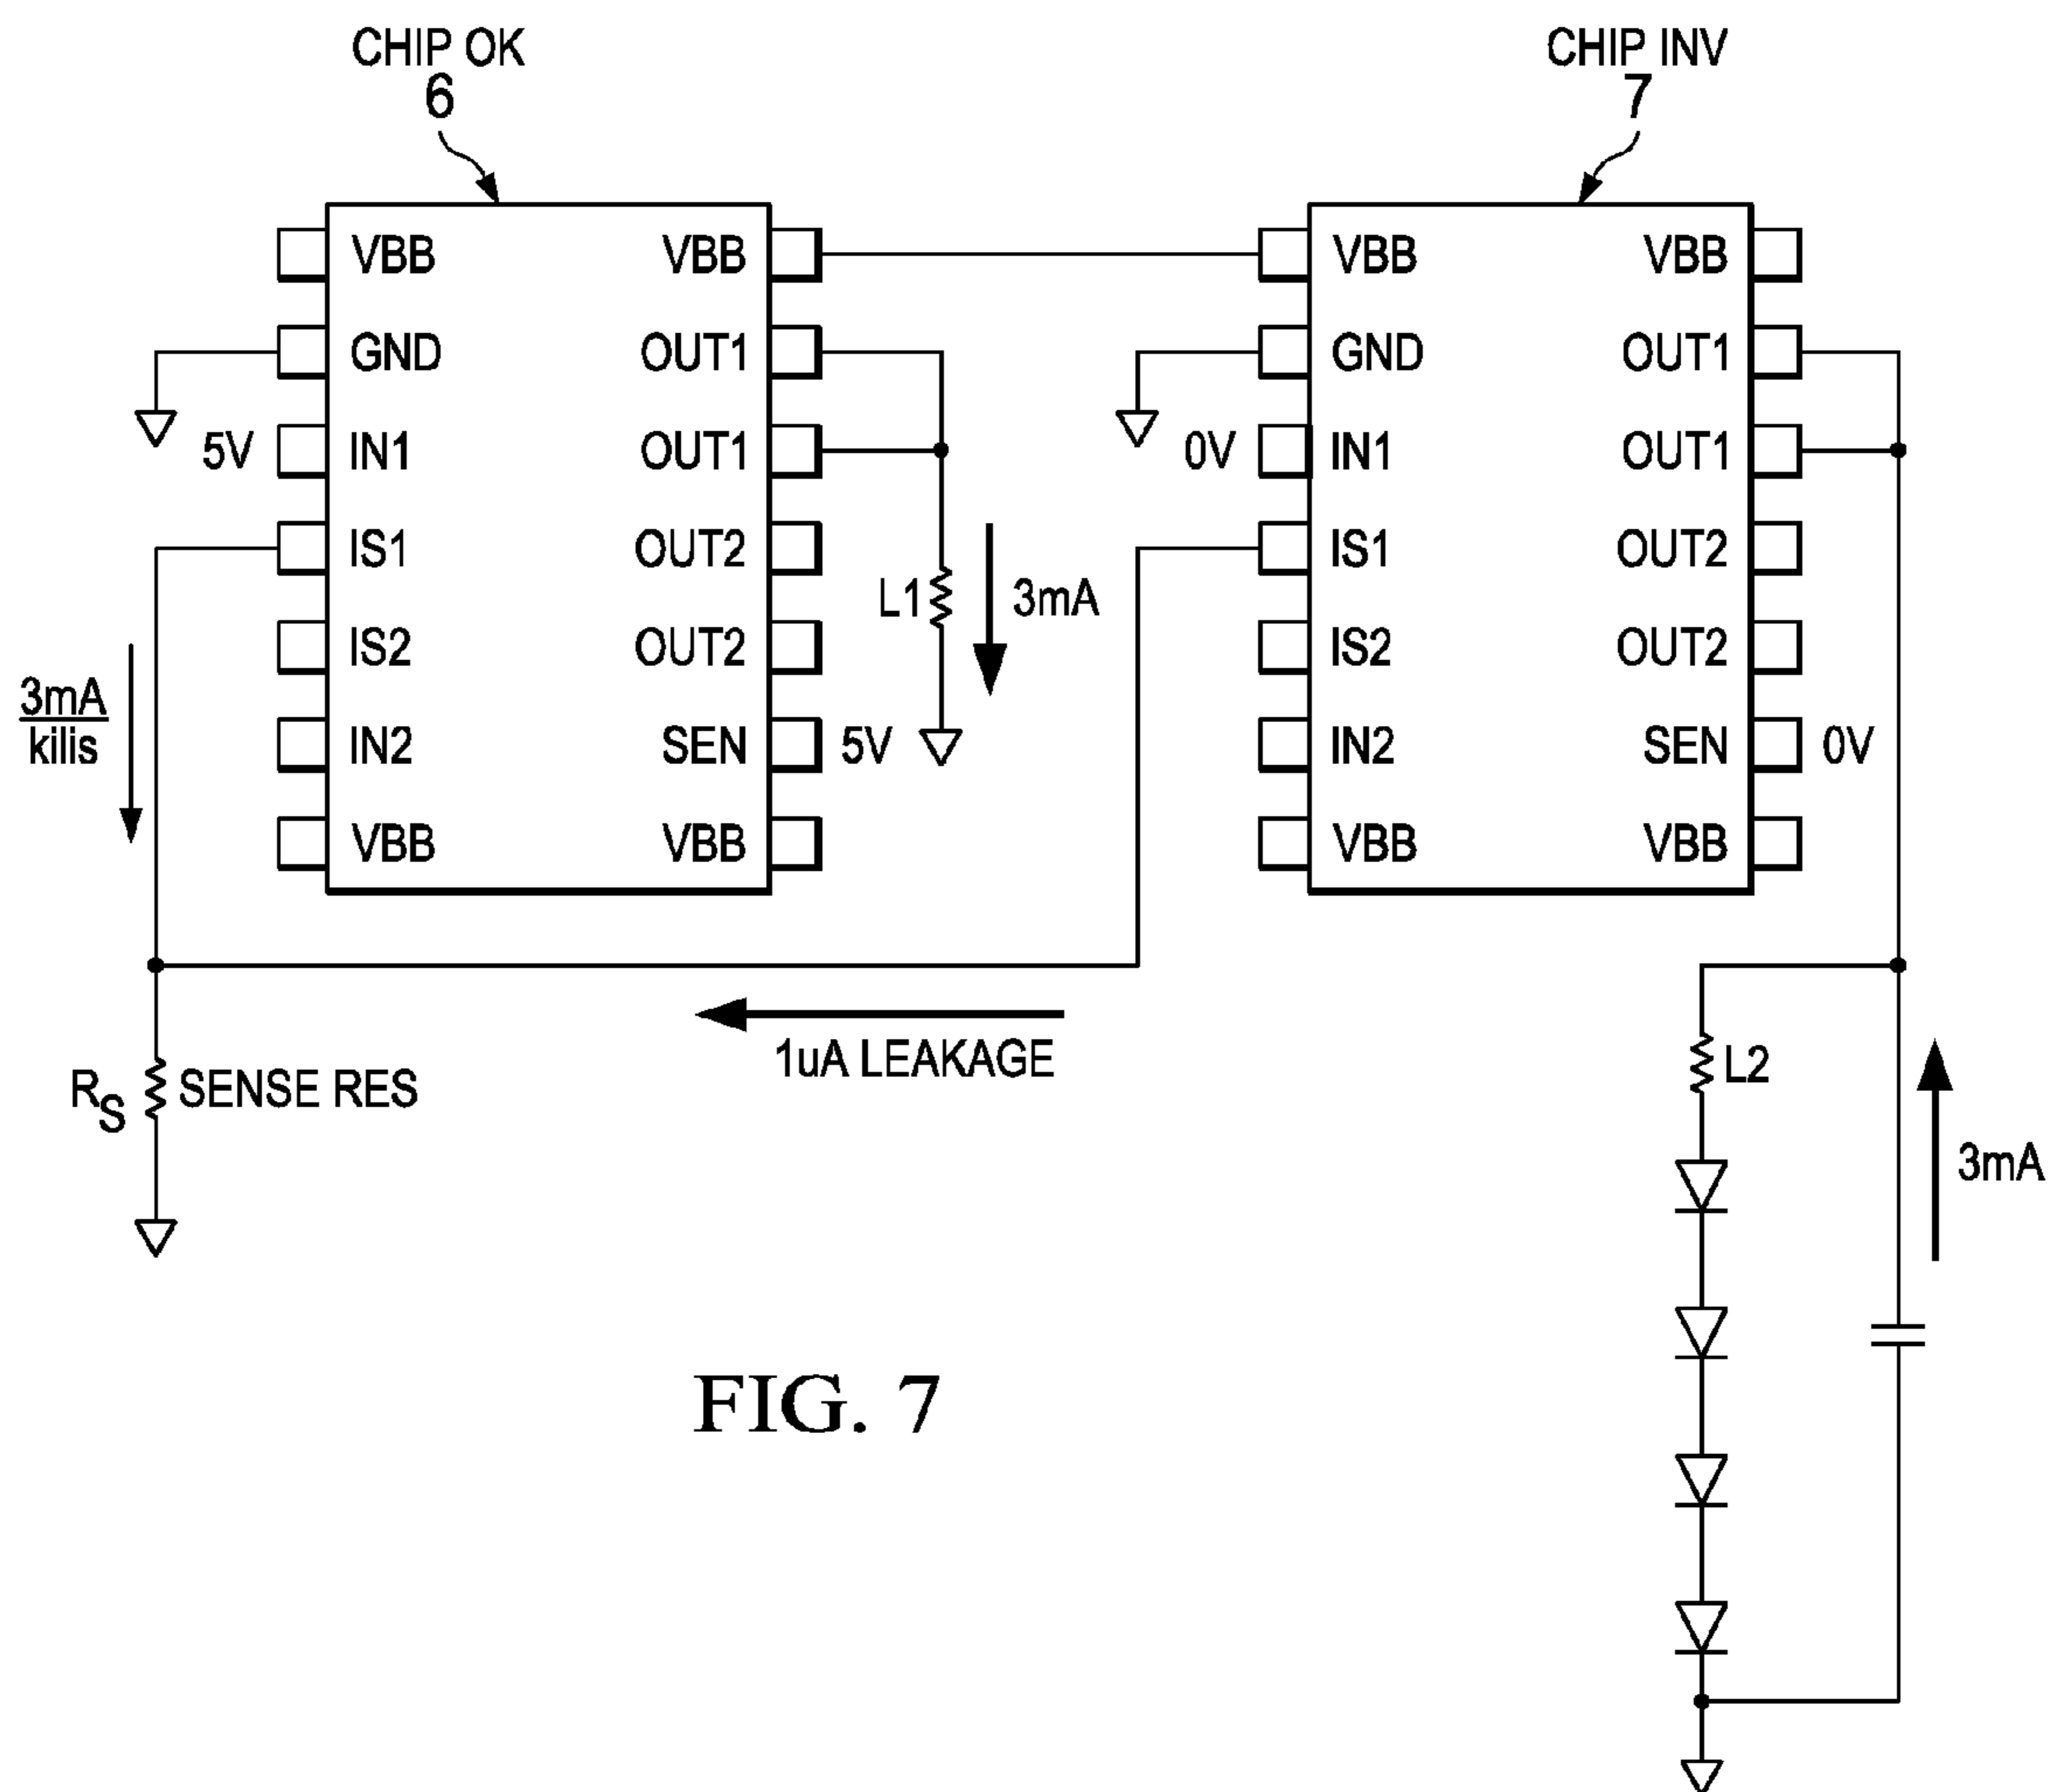 CHIP OK
6
CHIP INV
7
VBB
VBB
GND
OUT1
5V
IN1
OUT1
IS1
OUT2
IS2
OUT2
IN2
SEN
5V
VBB
VBB
L1
3mA
3mA
kilis
VBB
VBB
GND
OUT1
0V
IN1
OUT1
IS1
OUT2
IS2
OUT2
IN2
SEN
0V
VBB
VBB
1uA LEAKAGE
RS
SENSE RES
L2
3mA
FIG. 7